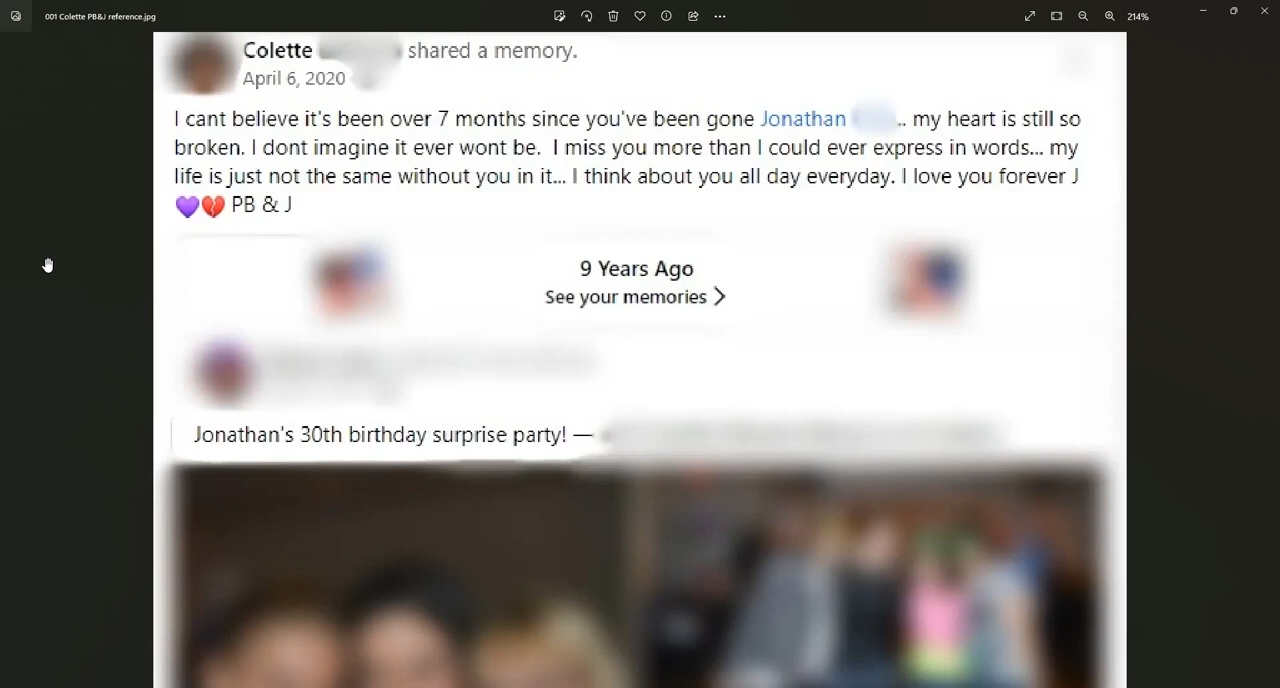 001 Colette PB&J reference.jpg
214%
Colette shared a memory.
April 6, 2020
I cant believe it's been over 7 months since you've been gone Jonathan .. my heart is still so
broken. I dont imagine it ever wont be.  I miss you more than I could ever express in words... my
life is just not the same without you in it... I think about you all day everyday. I love you forever J
💜💔 PB & J
9 Years Ago
See your memories >
Jonathan's 30th birthday surprise party! —